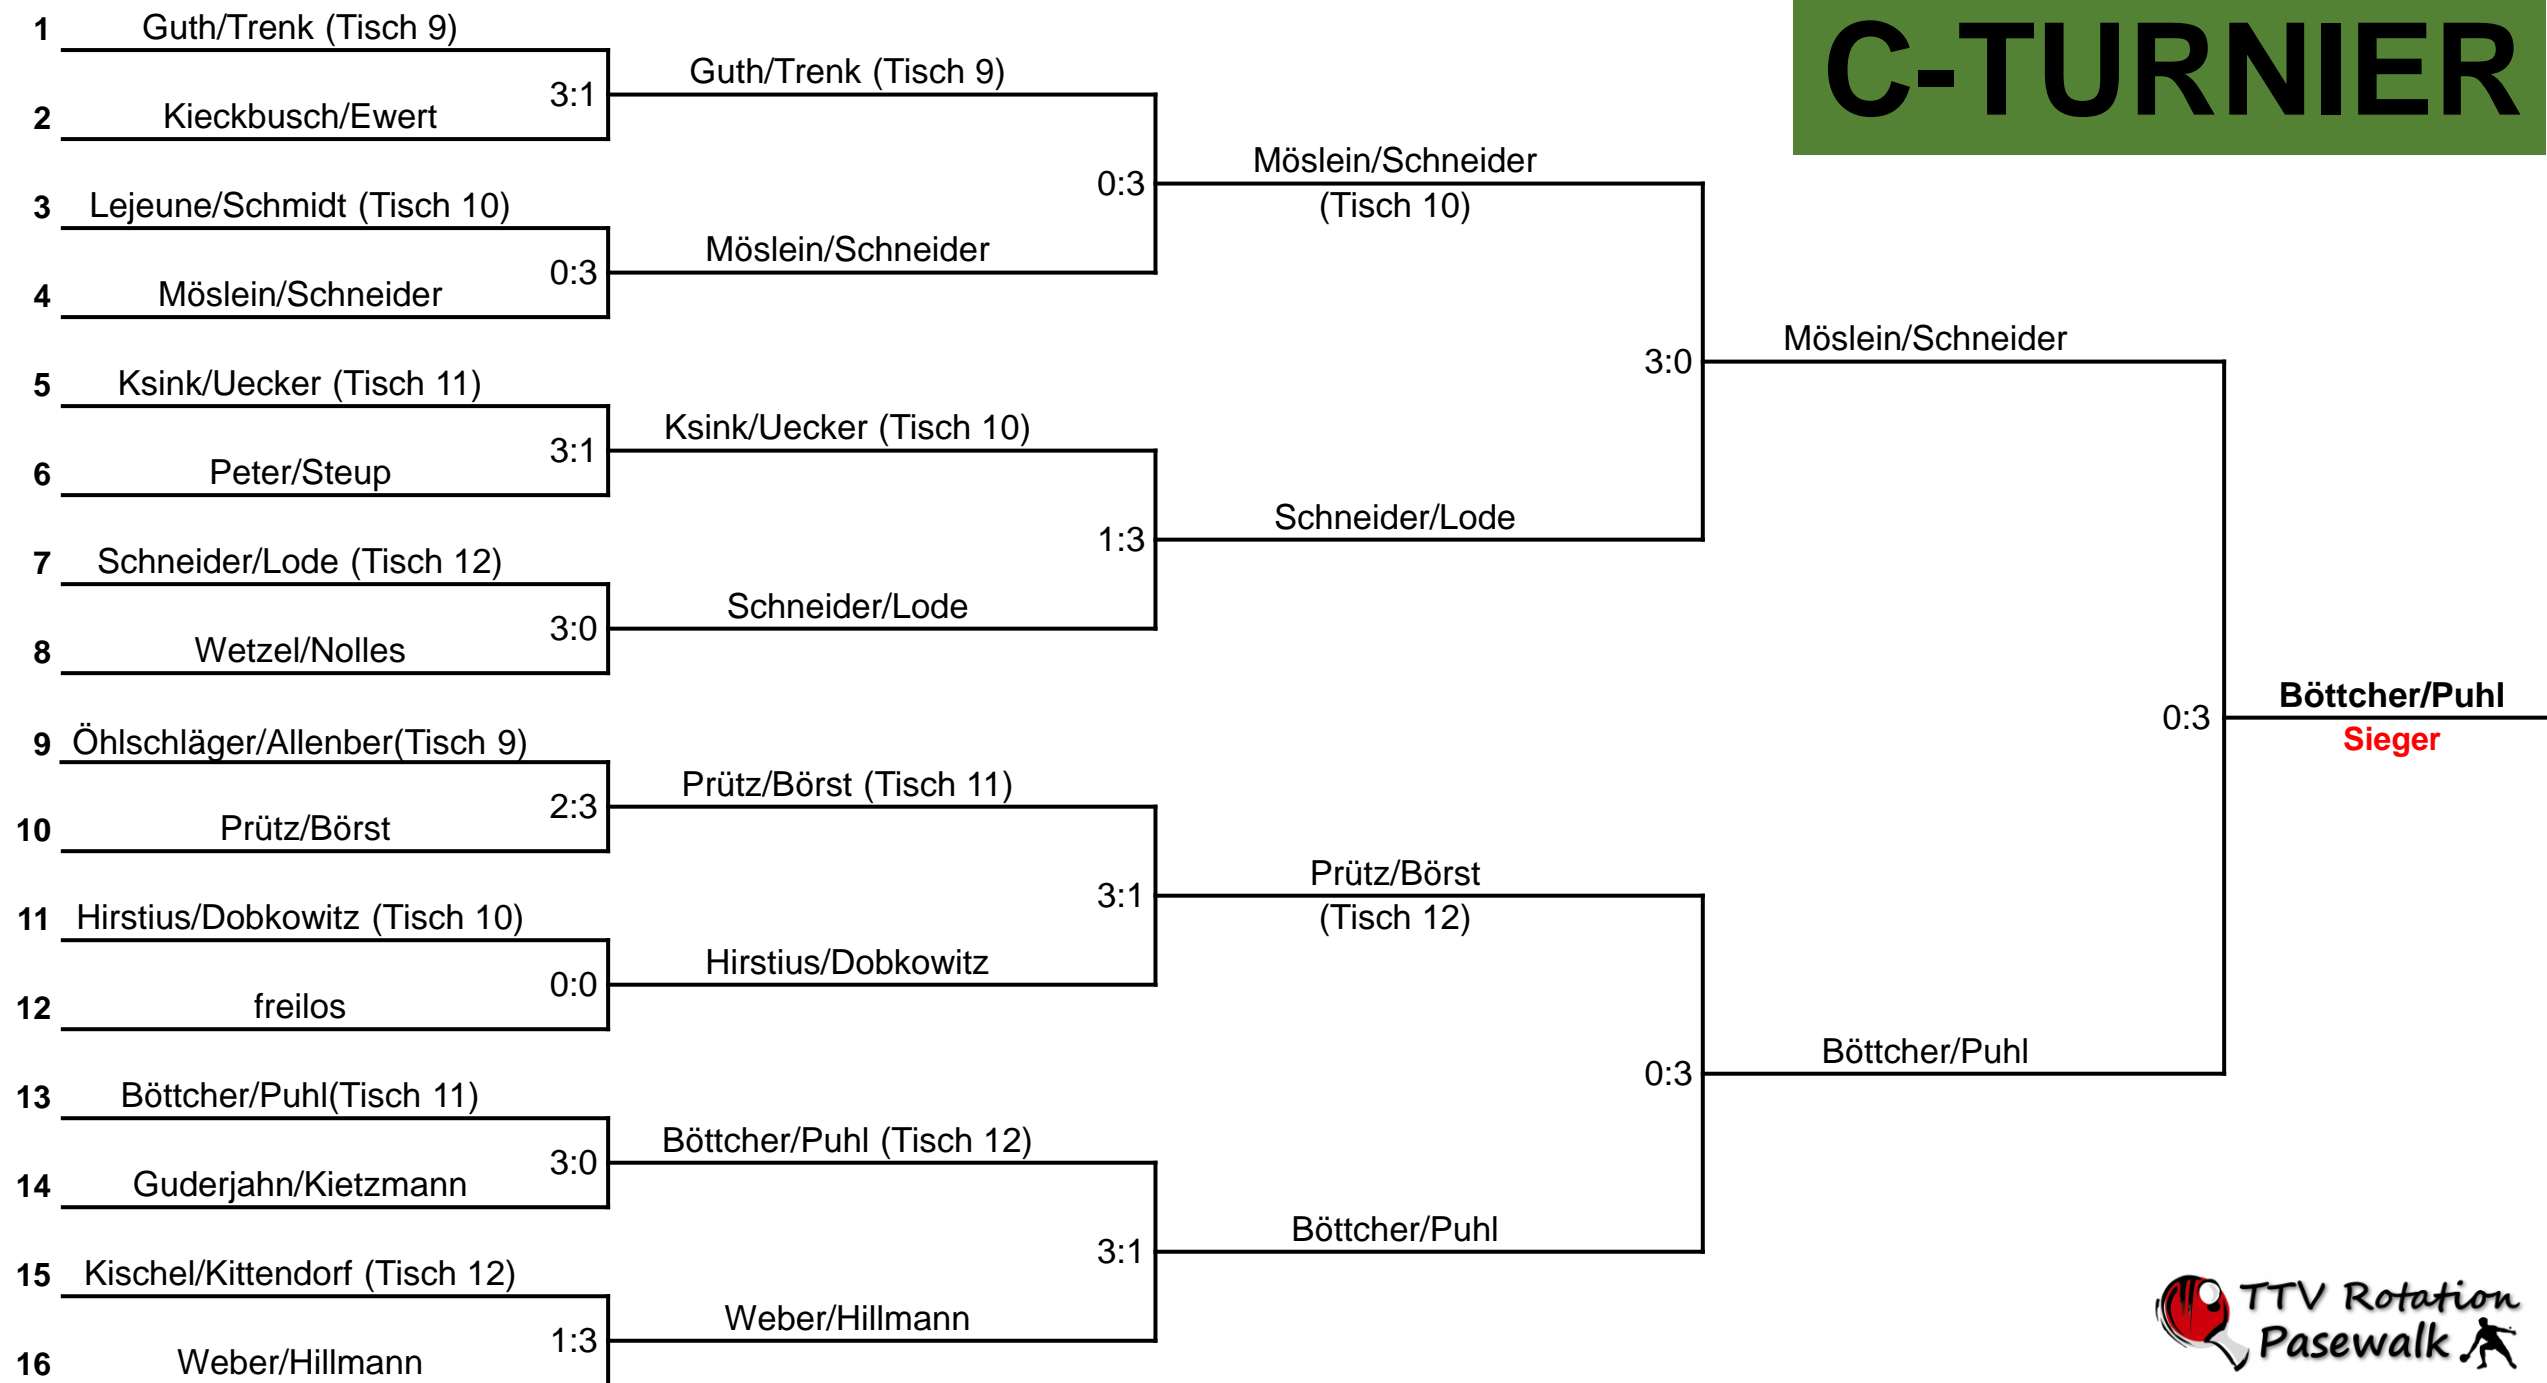 C-TURNIER
1 Guth/Trenk (Tisch 9)
3:1
2 Kieckbusch/Ewert
3 Lejeune/Schmidt (Tisch 10)
0:3
4 Möslein/Schneider
5 Ksink/Uecker (Tisch 11)
3:1
6 Peter/Steup
7 Schneider/Lode (Tisch 12)
3:0
8 Wetzel/Nolles
9 Öhlschläger/Allenber(Tisch 9)
2:3
10 Prütz/Börst
11 Hirstius/Dobkowitz (Tisch 10)
0:0
12 freilos
13 Böttcher/Puhl(Tisch 11)
3:0
14 Guderjahn/Kietzmann
15 Kischel/Kittendorf (Tisch 12)
1:3
16 Weber/Hillmann
Guth/Trenk (Tisch 9)
0:3
Möslein/Schneider
Ksink/Uecker (Tisch 10)
1:3
Schneider/Lode
Prütz/Börst (Tisch 11)
3:1
Hirstius/Dobkowitz
Böttcher/Puhl (Tisch 12)
3:1
Weber/Hillmann
Möslein/Schneider
(Tisch 10)
3:0
Schneider/Lode
Prütz/Börst
(Tisch 12)
0:3
Böttcher/Puhl
Möslein/Schneider
0:3
Böttcher/Puhl
Böttcher/Puhl
Sieger
TTV Rotation
Pasewalk